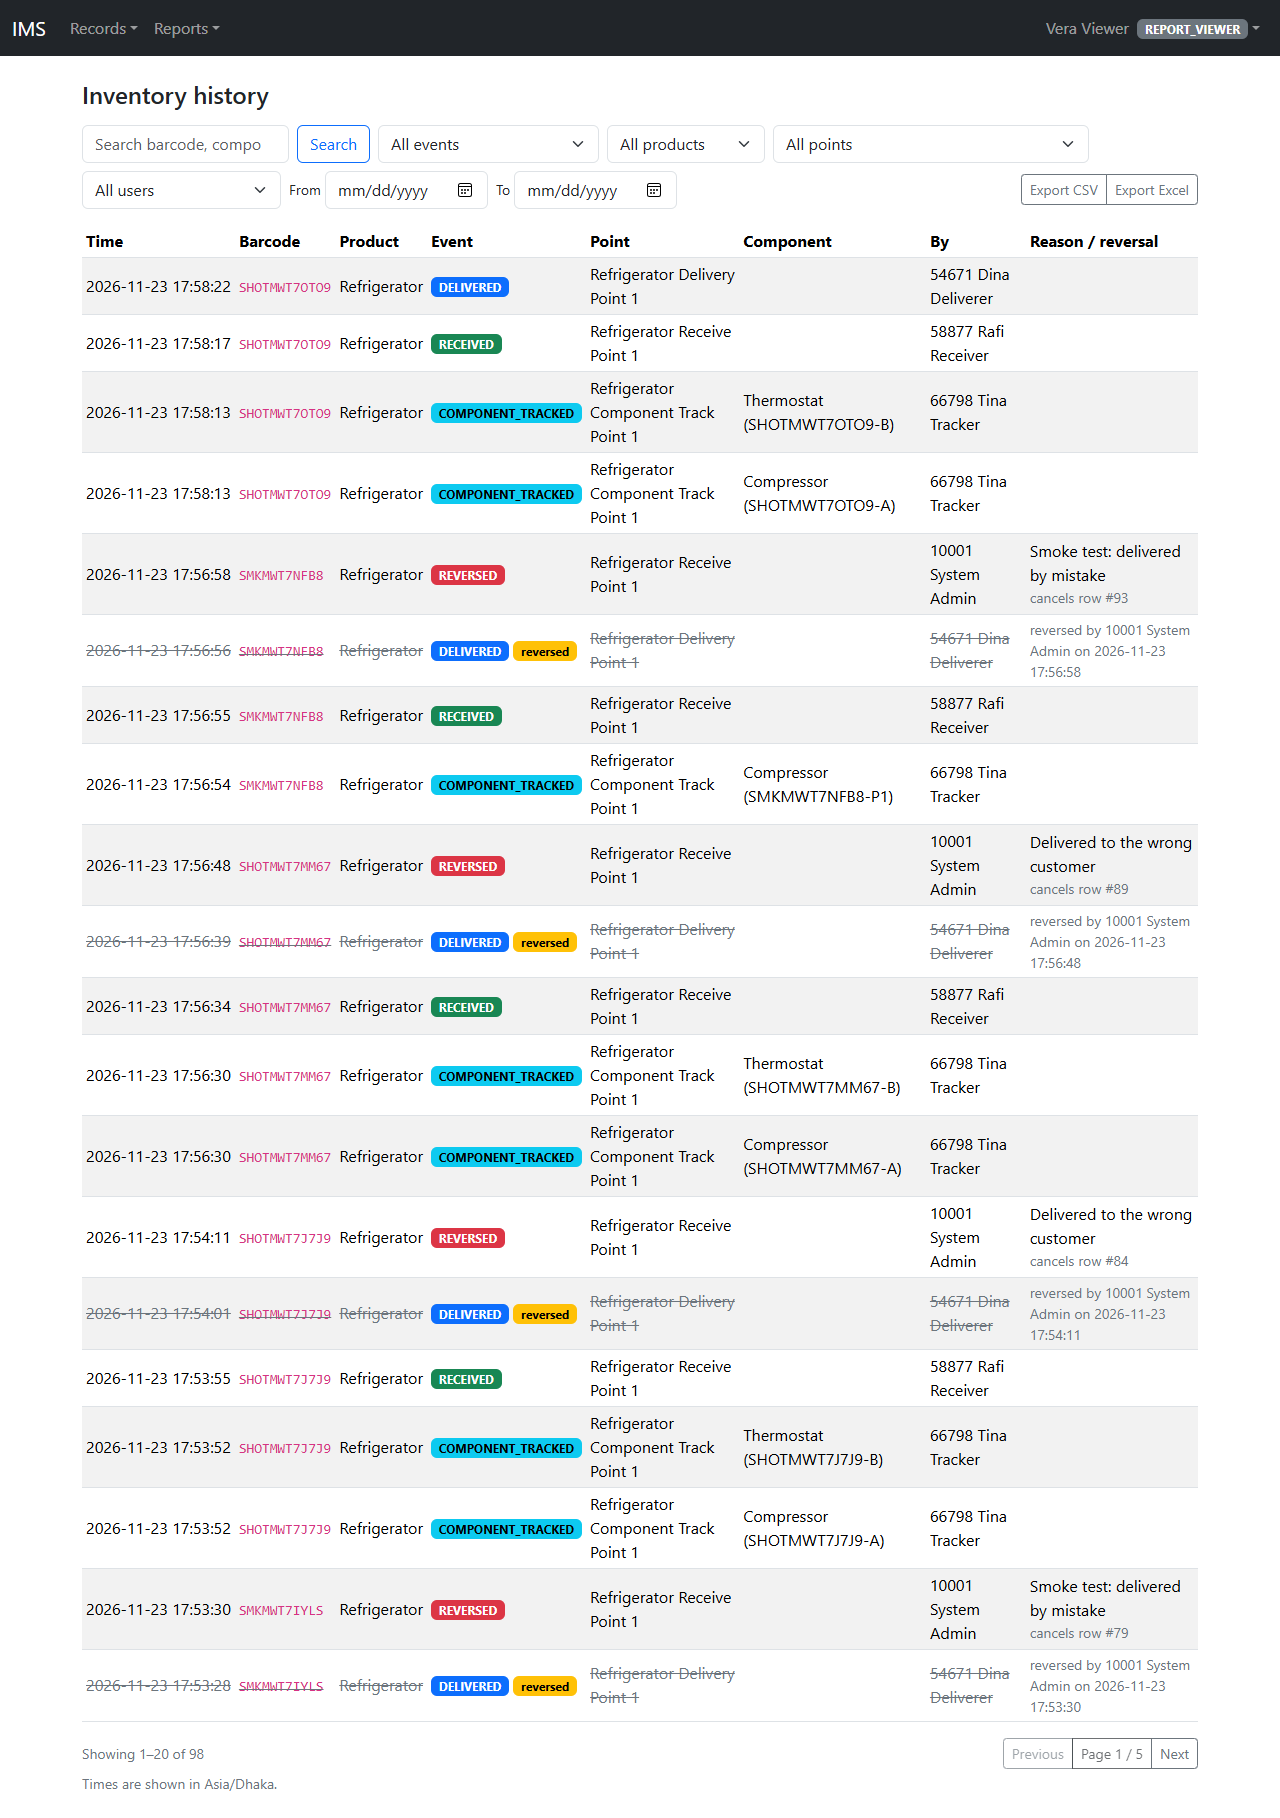 IMS Records Reports Vera Viewer REPORT_VIEWER
Inventory history
Search barcode, compo Search All events All products All points
All users From mm/dd/yyyy To mm/dd/yyyy Export CSV Export Excel
Time Barcode Product Event Point Component By Reason / reversal
2026-11-23 17:58:22 SHOTMWT7OTO9 Refrigerator DELIVERED Refrigerator Delivery Point 1 54671 Dina Deliverer
2026-11-23 17:58:17 SHOTMWT7OTO9 Refrigerator RECEIVED Refrigerator Receive Point 1 58877 Rafi Receiver
2026-11-23 17:58:13 SHOTMWT7OTO9 Refrigerator COMPONENT_TRACKED Refrigerator Component Track Point 1 Thermostat (SHOTMWT7OTO9-B) 66798 Tina Tracker
2026-11-23 17:58:13 SHOTMWT7OTO9 Refrigerator COMPONENT_TRACKED Refrigerator Component Track Point 1 Compressor (SHOTMWT7OTO9-A) 66798 Tina Tracker
2026-11-23 17:56:58 SMKMWT7NFB8 Refrigerator REVERSED Refrigerator Receive Point 1 10001 System Admin Smoke test: delivered by mistake cancels row #93
2026-11-23 17:56:56 SMKMWT7NFB8 Refrigerator DELIVERED reversed Refrigerator Delivery Point 1 54671 Dina Deliverer reversed by 10001 System Admin on 2026-11-23 17:56:58
2026-11-23 17:56:55 SMKMWT7NFB8 Refrigerator RECEIVED Refrigerator Receive Point 1 58877 Rafi Receiver
2026-11-23 17:56:54 SMKMWT7NFB8 Refrigerator COMPONENT_TRACKED Refrigerator Component Track Point 1 Compressor (SMKMWT7NFB8-P1) 66798 Tina Tracker
2026-11-23 17:56:48 SHOTMWT7MM67 Refrigerator REVERSED Refrigerator Receive Point 1 10001 System Admin Delivered to the wrong customer cancels row #89
2026-11-23 17:56:39 SHOTMWT7MM67 Refrigerator DELIVERED reversed Refrigerator Delivery Point 1 54671 Dina Deliverer reversed by 10001 System Admin on 2026-11-23 17:56:48
2026-11-23 17:56:34 SHOTMWT7MM67 Refrigerator RECEIVED Refrigerator Receive Point 1 58877 Rafi Receiver
2026-11-23 17:56:30 SHOTMWT7MM67 Refrigerator COMPONENT_TRACKED Refrigerator Component Track Point 1 Thermostat (SHOTMWT7MM67-B) 66798 Tina Tracker
2026-11-23 17:56:30 SHOTMWT7MM67 Refrigerator COMPONENT_TRACKED Refrigerator Component Track Point 1 Compressor (SHOTMWT7MM67-A) 66798 Tina Tracker
2026-11-23 17:54:11 SHOTMWT7J7J9 Refrigerator REVERSED Refrigerator Receive Point 1 10001 System Admin Delivered to the wrong customer cancels row #84
2026-11-23 17:54:01 SHOTMWT7J7J9 Refrigerator DELIVERED reversed Refrigerator Delivery Point 1 54671 Dina Deliverer reversed by 10001 System Admin on 2026-11-23 17:54:11
2026-11-23 17:53:55 SHOTMWT7J7J9 Refrigerator RECEIVED Refrigerator Receive Point 1 58877 Rafi Receiver
2026-11-23 17:53:52 SHOTMWT7J7J9 Refrigerator COMPONENT_TRACKED Refrigerator Component Track Point 1 Thermostat (SHOTMWT7J7J9-B) 66798 Tina Tracker
2026-11-23 17:53:52 SHOTMWT7J7J9 Refrigerator COMPONENT_TRACKED Refrigerator Component Track Point 1 Compressor (SHOTMWT7J7J9-A) 66798 Tina Tracker
2026-11-23 17:53:30 SMKMWT7IYLS Refrigerator REVERSED Refrigerator Receive Point 1 10001 System Admin Smoke test: delivered by mistake cancels row #79
2026-11-23 17:53:28 SMKMWT7IYLS Refrigerator DELIVERED reversed Refrigerator Delivery Point 1 54671 Dina Deliverer reversed by 10001 System Admin on 2026-11-23 17:53:30
Showing 1–20 of 98 Previous Page 1 / 5 Next
Times are shown in Asia/Dhaka.